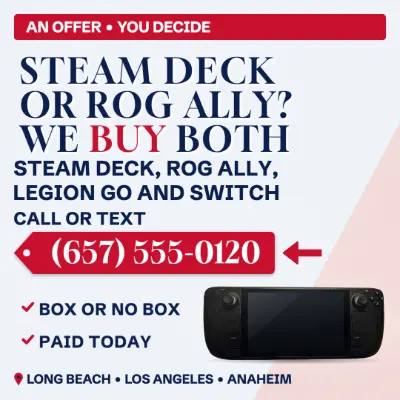 AN OFFER • YOU DECIDE
STEAM DECK
OR ROG ALLY?
WE BUY BOTH
STEAM DECK, ROG ALLY,
LEGION GO AND SWITCH
CALL OR TEXT
(657) 555-0120
BOX OR NO BOX
PAID TODAY
LONG BEACH • LOS ANGELES • ANAHEIM